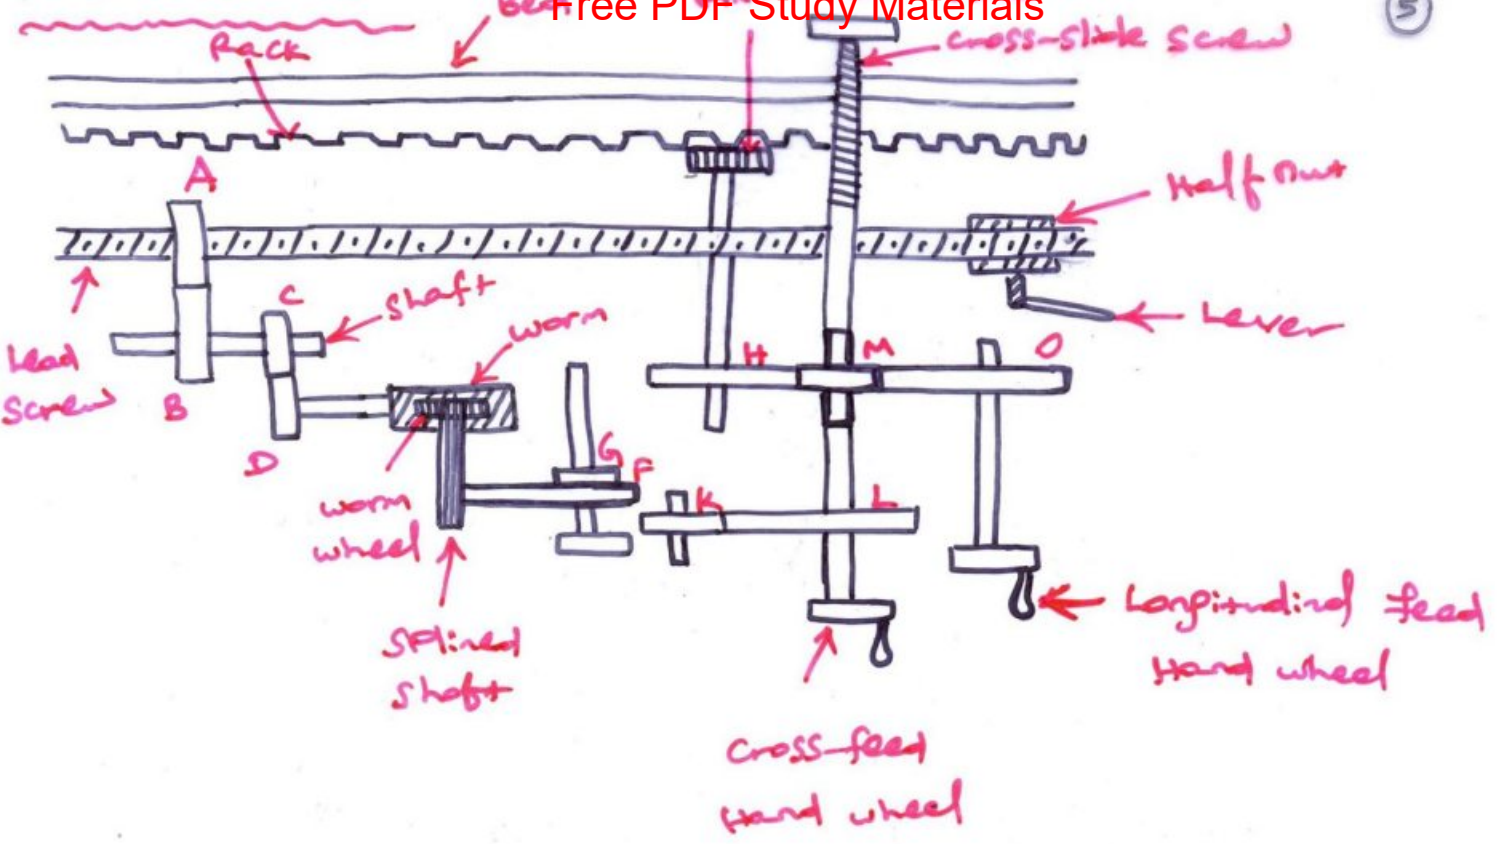 Free PDF Study Materials
5
Rack
cross-slide screw
A
Half nut
C
shaft
worm
Lever
Lead
screw
B
H
M
O
D
G
F
K
L
worm
wheel
splined
shaft
Longitudinal feed
Hand wheel
cross-feed
Hand wheel